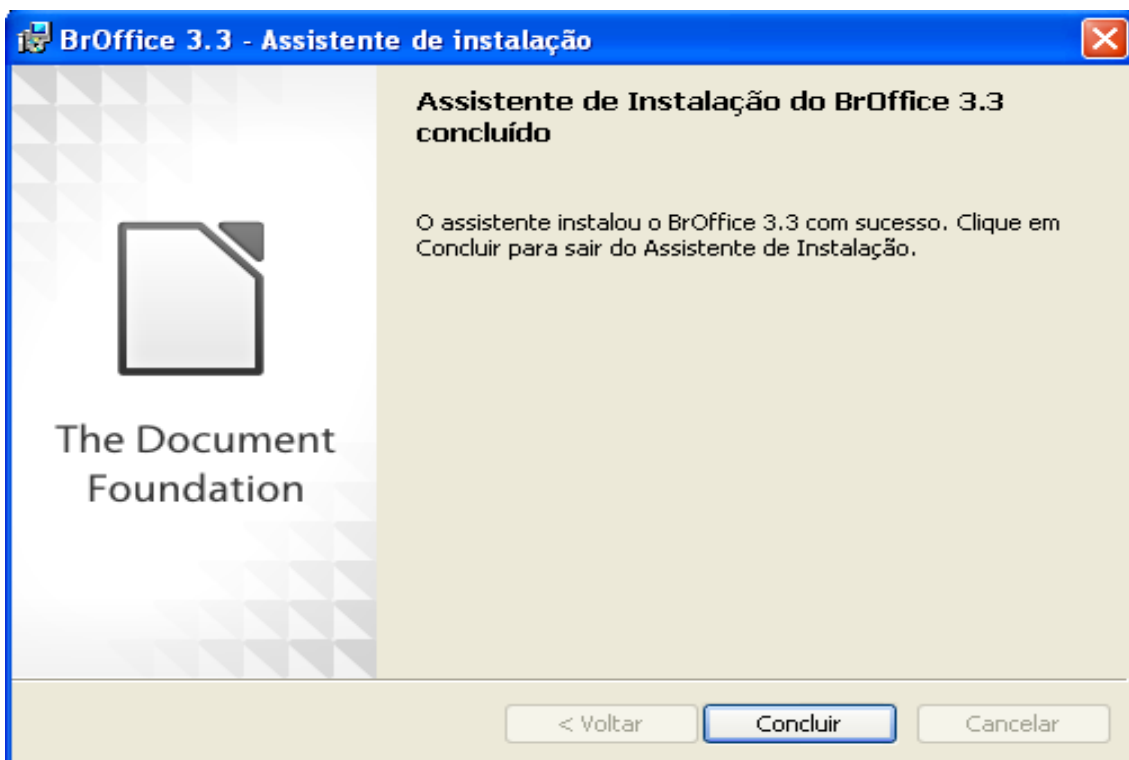 BrOffice 3.3 - Assistente de instalação
Assistente de Instalação do BrOffice 3.3
concluído
O assistente instalou o BrOffice 3.3 com sucesso. Clique em
Concluir para sair do Assistente de Instalação.
The Document
Foundation
< Voltar
Concluir
Cancelar